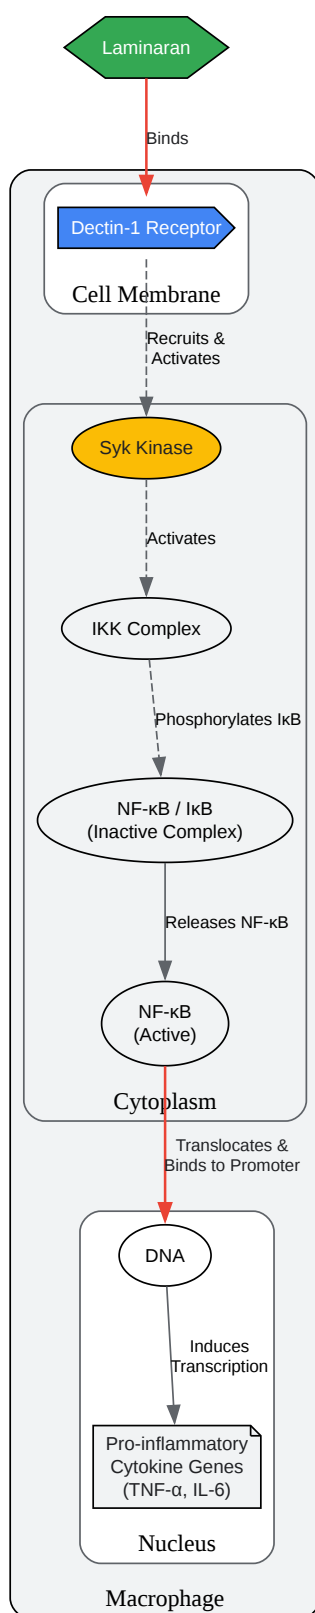 Laminaran
Binds
Dectin-1 Receptor
Cell Membrane
Recruits &
Activates
Syk Kinase
Activates
IKK Complex
Phosphorylates IκB
NF-κB / IκB
(Inactive Complex)
Releases NF-κB
NF-κB
(Active)
Cytoplasm
Translocates &
Binds to Promoter
DNA
Induces
Transcription
Pro-inflammatory
Cytokine Genes
(TNF-α, IL-6)
Nucleus
Macrophage